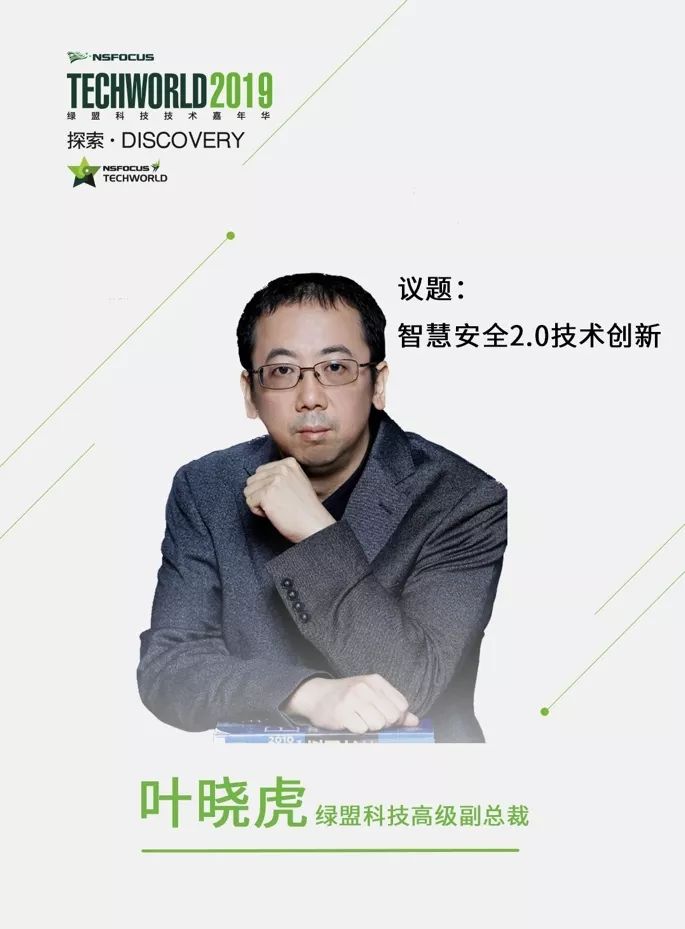 NSFOCUS
TECHWORLD2019
绿盟科技技术嘉年华
探索·DISCOVERY
NSFOCUS
TECHWORLD
议题：
智慧安全2.0技术创新
2010
叶晓虎 绿盟科技高级副总裁